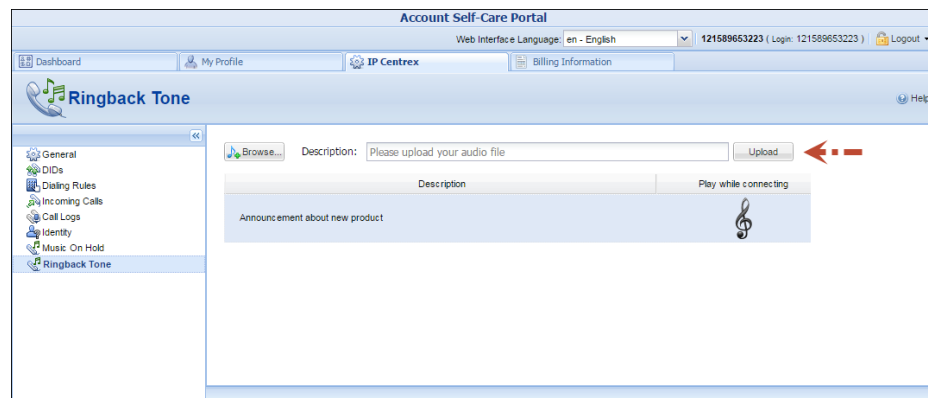 Account Self-Care Portal
Web Interface Language: en - English 121589653223 ( Login: 121589653223 ) Logout
Dashboard My Profile IP Centrex Billing Information
Ringback Tone
Help
General
DIDs
Dialing Rules
Incoming Calls
Call Logs
Identity
Music On Hold
Ringback Tone
Browse... Description: Please upload your audio file Upload
Description Play while connecting
Announcement about new product